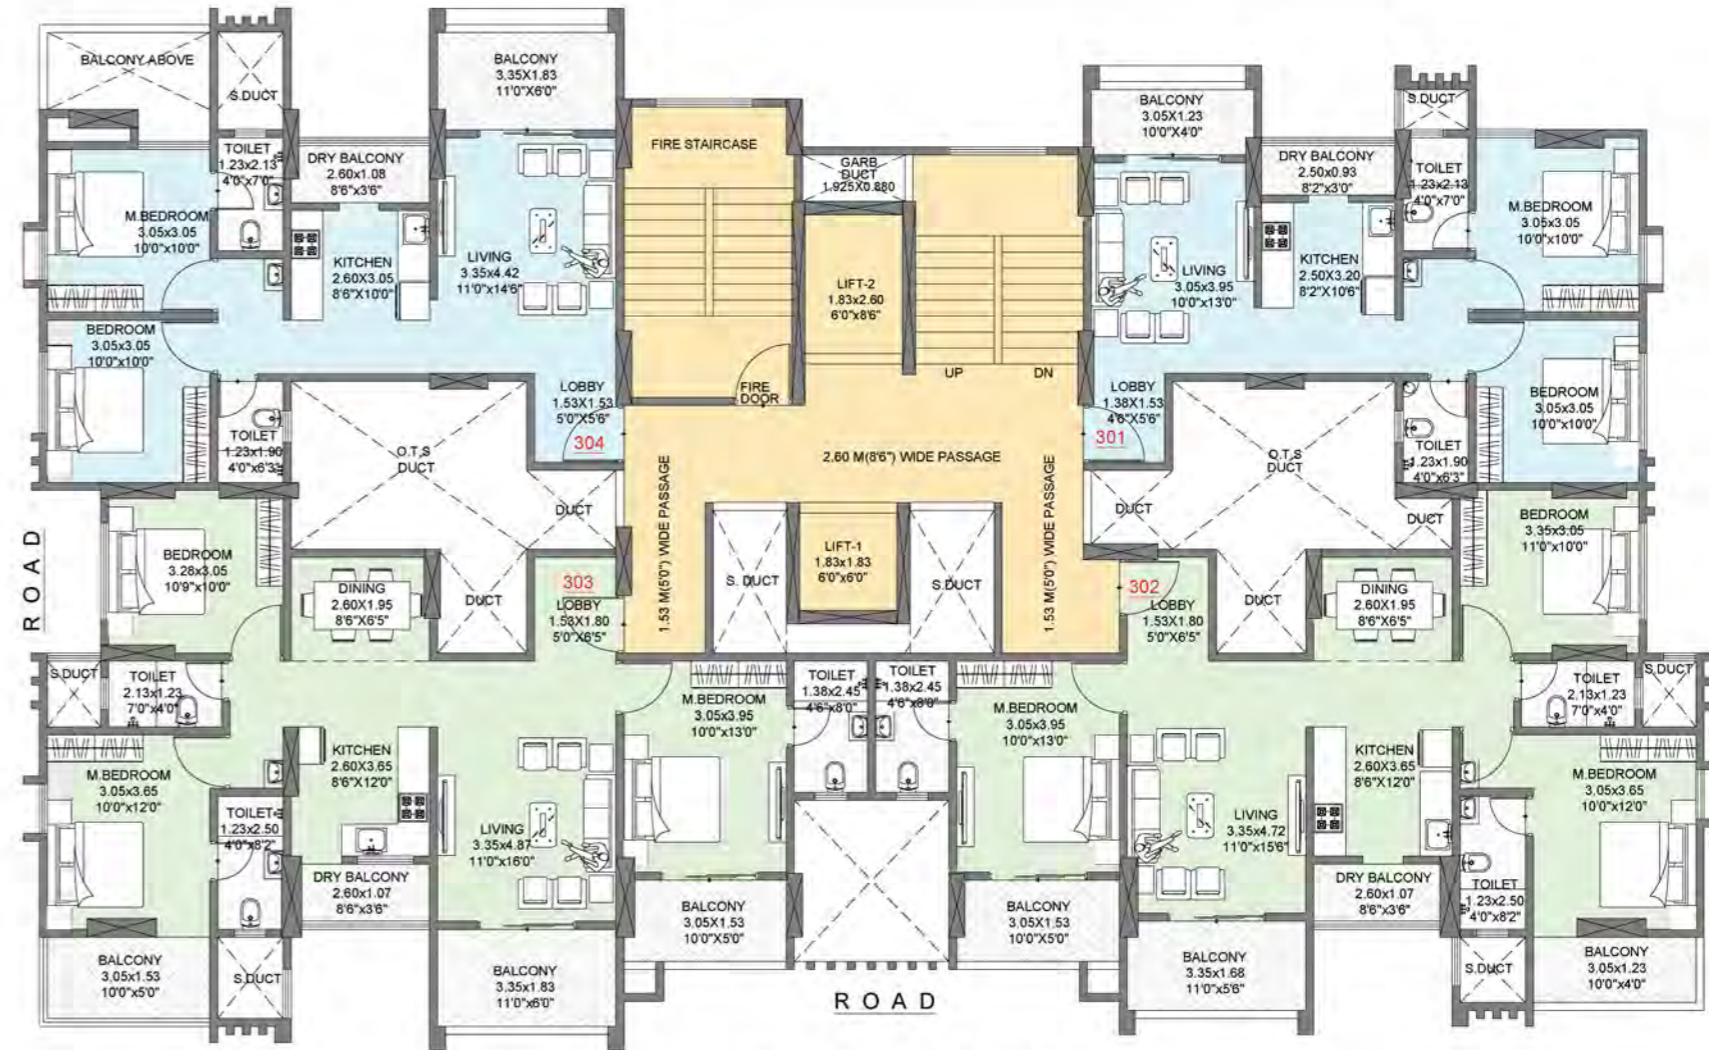 BALCONY ABOVE
S.DUCT
BALCONY
3.35X1.83
11'0"X6'0"
TOILET
1.23x2.13
4'0"x7'0"
DRY BALCONY
2.60x1.08
8'6"x3'6"
M.BEDROOM
3.05x3.05
10'0"x10'0"
KITCHEN
2.60X3.05
8'6"X10'0"
LIVING
3.35x4.42
11'0"x14'6"
BEDROOM
3.05x3.05
10'0"x10'0"
TOILET
1.23x1.90
4'0"x6'3"
LOBBY
1.53X1.53
5'0"X5'6"
304
O.T.S
DUCT
DUCT
DUCT
FIRE STAIRCASE
FIRE
DOOR
GARB
DUCT
1.925X0.880
LIFT-2
1.83x2.60
6'0"x8'6"
UP
DN
2.60 M(8'6") WIDE PASSAGE
1.53 M(5'0") WIDE PASSAGE
1.53 M(5'0") WIDE PASSAGE
S. DUCT
LIFT-1
1.83x1.83
6'0"x6'0"
S.DUCT
BALCONY
3.05X1.23
10'0"X4'0"
S.DUCT
DRY BALCONY
2.50x0.93
8'2"x3'0"
TOILET
1.23x2.13
4'0"x7'0"
M.BEDROOM
3.05x3.05
10'0"x10'0"
LIVING
3.05x3.95
10'0"x13'0"
KITCHEN
2.50X3.20
8'2"X10'6"
LOBBY
1.38X1.53
4'6"X5'6"
301
BEDROOM
3.05x3.05
10'0"x10'0"
TOILET
1.23x1.90
4'0"x6'3"
O.T.S
DUCT
DUCT
DUCT
DUCT
ROAD
BEDROOM
3.28x3.05
10'9"x10'0"
DINING
2.60X1.95
8'6"X6'5"
303
LOBBY
1.53X1.80
5'0"X6'5"
S.DUCT
TOILET
2.13x1.23
7'0"x4'0"
M.BEDROOM
3.05x3.65
10'0"x12'0"
KITCHEN
2.60X3.65
8'6"X12'0"
TOILET
1.23x2.50
4'0"x8'2"
LIVING
3.35x4.87
11'0"x16'0"
DRY BALCONY
2.60x1.07
8'6"x3'6"
BALCONY
3.05x1.53
10'0"x5'0"
S.DUCT
BALCONY
3.35x1.83
11'0"x6'0"
M.BEDROOM
3.05x3.95
10'0"x13'0"
TOILET
1.38x2.45
4'6"x8'0"
BALCONY
3.05X1.53
10'0"X5'0"
TOILET
1.38x2.45
4'6"x8'0"
M.BEDROOM
3.05x3.95
10'0"x13'0"
BALCONY
3.05X1.53
10'0"X5'0"
ROAD
302
LOBBY
1.53X1.80
5'0"X6'5"
DINING
2.60X1.95
8'6"X6'5"
BEDROOM
3.35x3.05
11'0"x10'0"
TOILET
2.13x1.23
7'0"x4'0"
S.DUCT
LIVING
3.35x4.72
11'0"x15'6"
KITCHEN
2.60X3.65
8'6"X12'0"
M.BEDROOM
3.05x3.65
10'0"x12'0"
DRY BALCONY
2.60x1.07
8'6"x3'6"
TOILET
1.23x2.50
4'0"x8'2"
BALCONY
3.35x1.68
11'0"x5'6"
S.DUCT
BALCONY
3.05x1.23
10'0"x4'0"